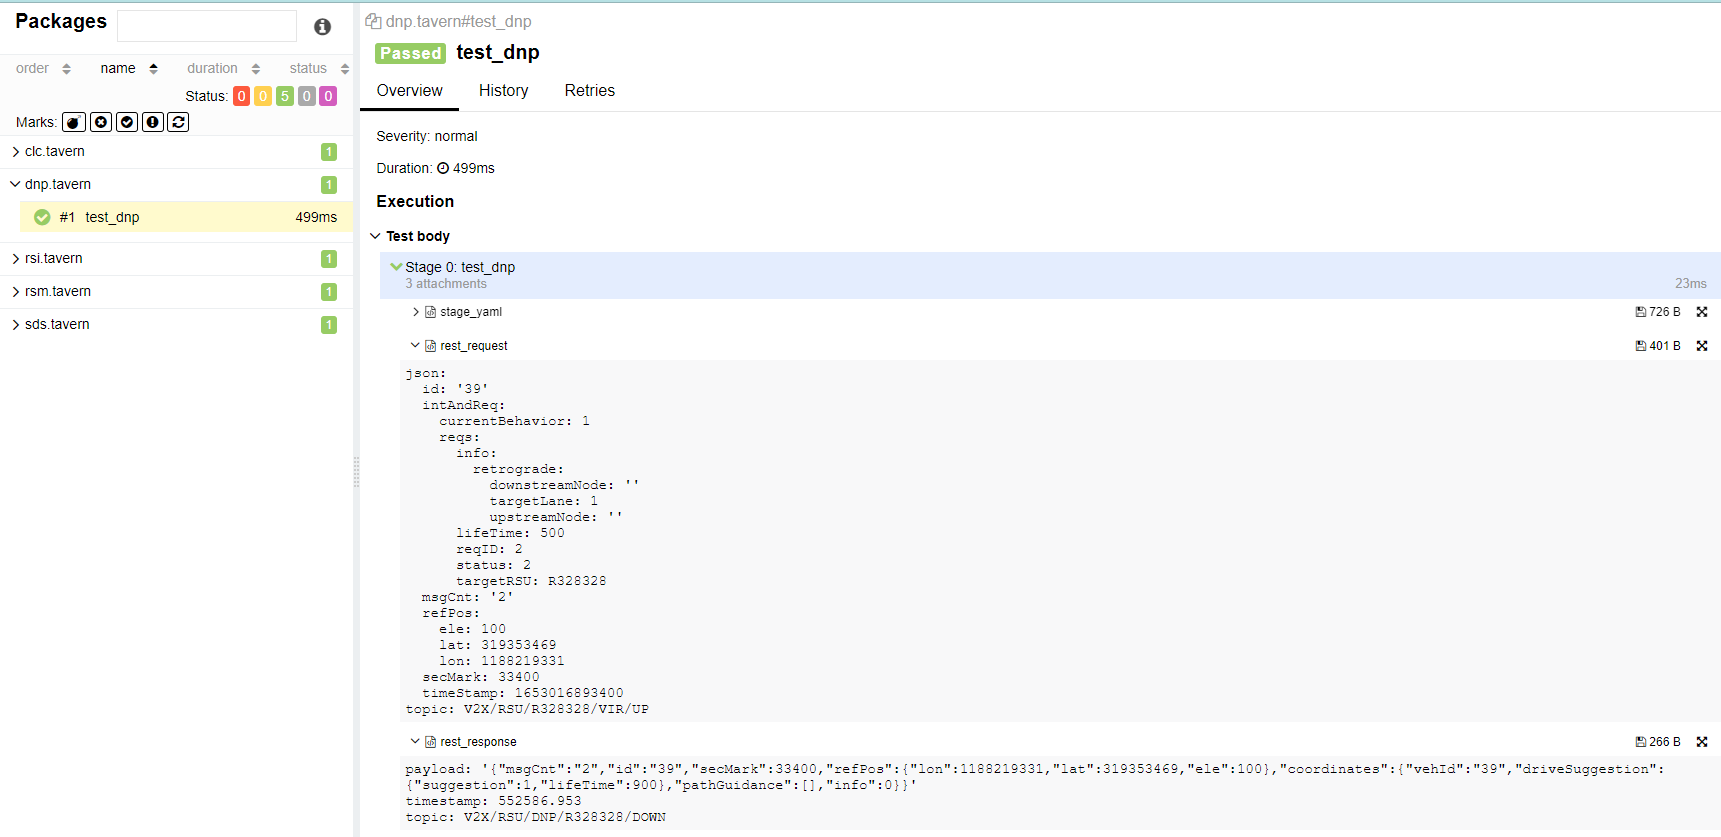 Packages
order name duration status
Status: 0 0 5 0 0
Marks:
clc.tavern 1
dnp.tavern 1
#1 test_dnp 499ms
rsi.tavern 1
rsm.tavern 1
sds.tavern 1
dnp.tavern#test_dnp
Passed test_dnp
Overview History Retries
Severity: normal
Duration: 499ms
Execution
Test body
Stage 0: test_dnp
3 attachments 23ms
stage_yaml 726 B
rest_request 401 B
json:
  id: '39'
  intAndReq:
    currentBehavior: 1
    reqs:
      info:
        retrograde:
          downstreamNode: ''
          targetLane: 1
          upstreamNode: ''
      lifeTime: 500
      reqID: 2
      status: 2
      targetRSU: R328328
  msgCnt: '2'
  refPos:
    ele: 100
    lat: 319353469
    lon: 1188219331
  secMark: 33400
  timeStamp: 1653016893400
topic: V2X/RSU/R328328/VIR/UP
rest_response 266 B
payload: '{"msgCnt":"2","id":"39","secMark":33400,"refPos":{"lon":1188219331,"lat":319353469,"ele":100},"coordinates":{"vehId":"39","driveSuggestion":
{"suggestion":1,"lifeTime":900},"pathGuidance":[],"info":0}}'
timestamp: 552586.953
topic: V2X/RSU/DNP/R328328/DOWN